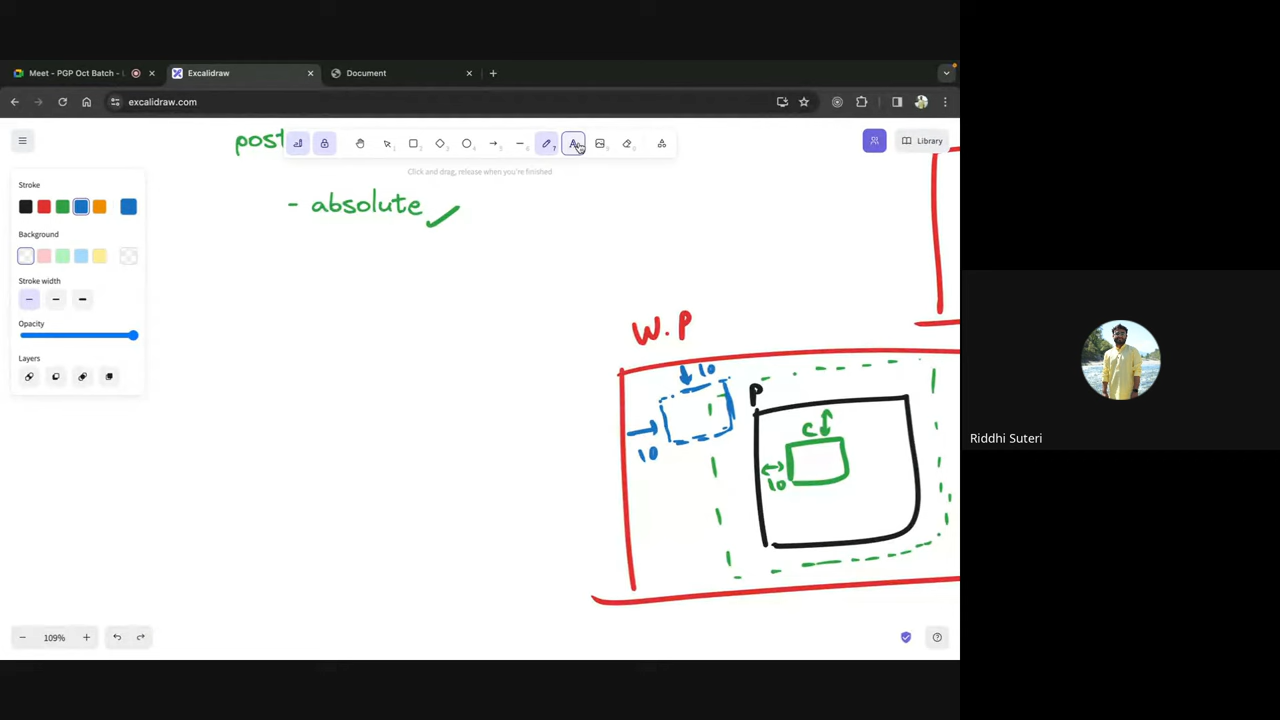 Meet - PGP Oct Batch -
Excalidraw
Document
excalidraw.com
Library
Click and drag, release when you're finished
Stroke
Background
Stroke width
Opacity
Layers
- absolute
W.P
10
10
P
C
10
109%
Riddhi Suteri